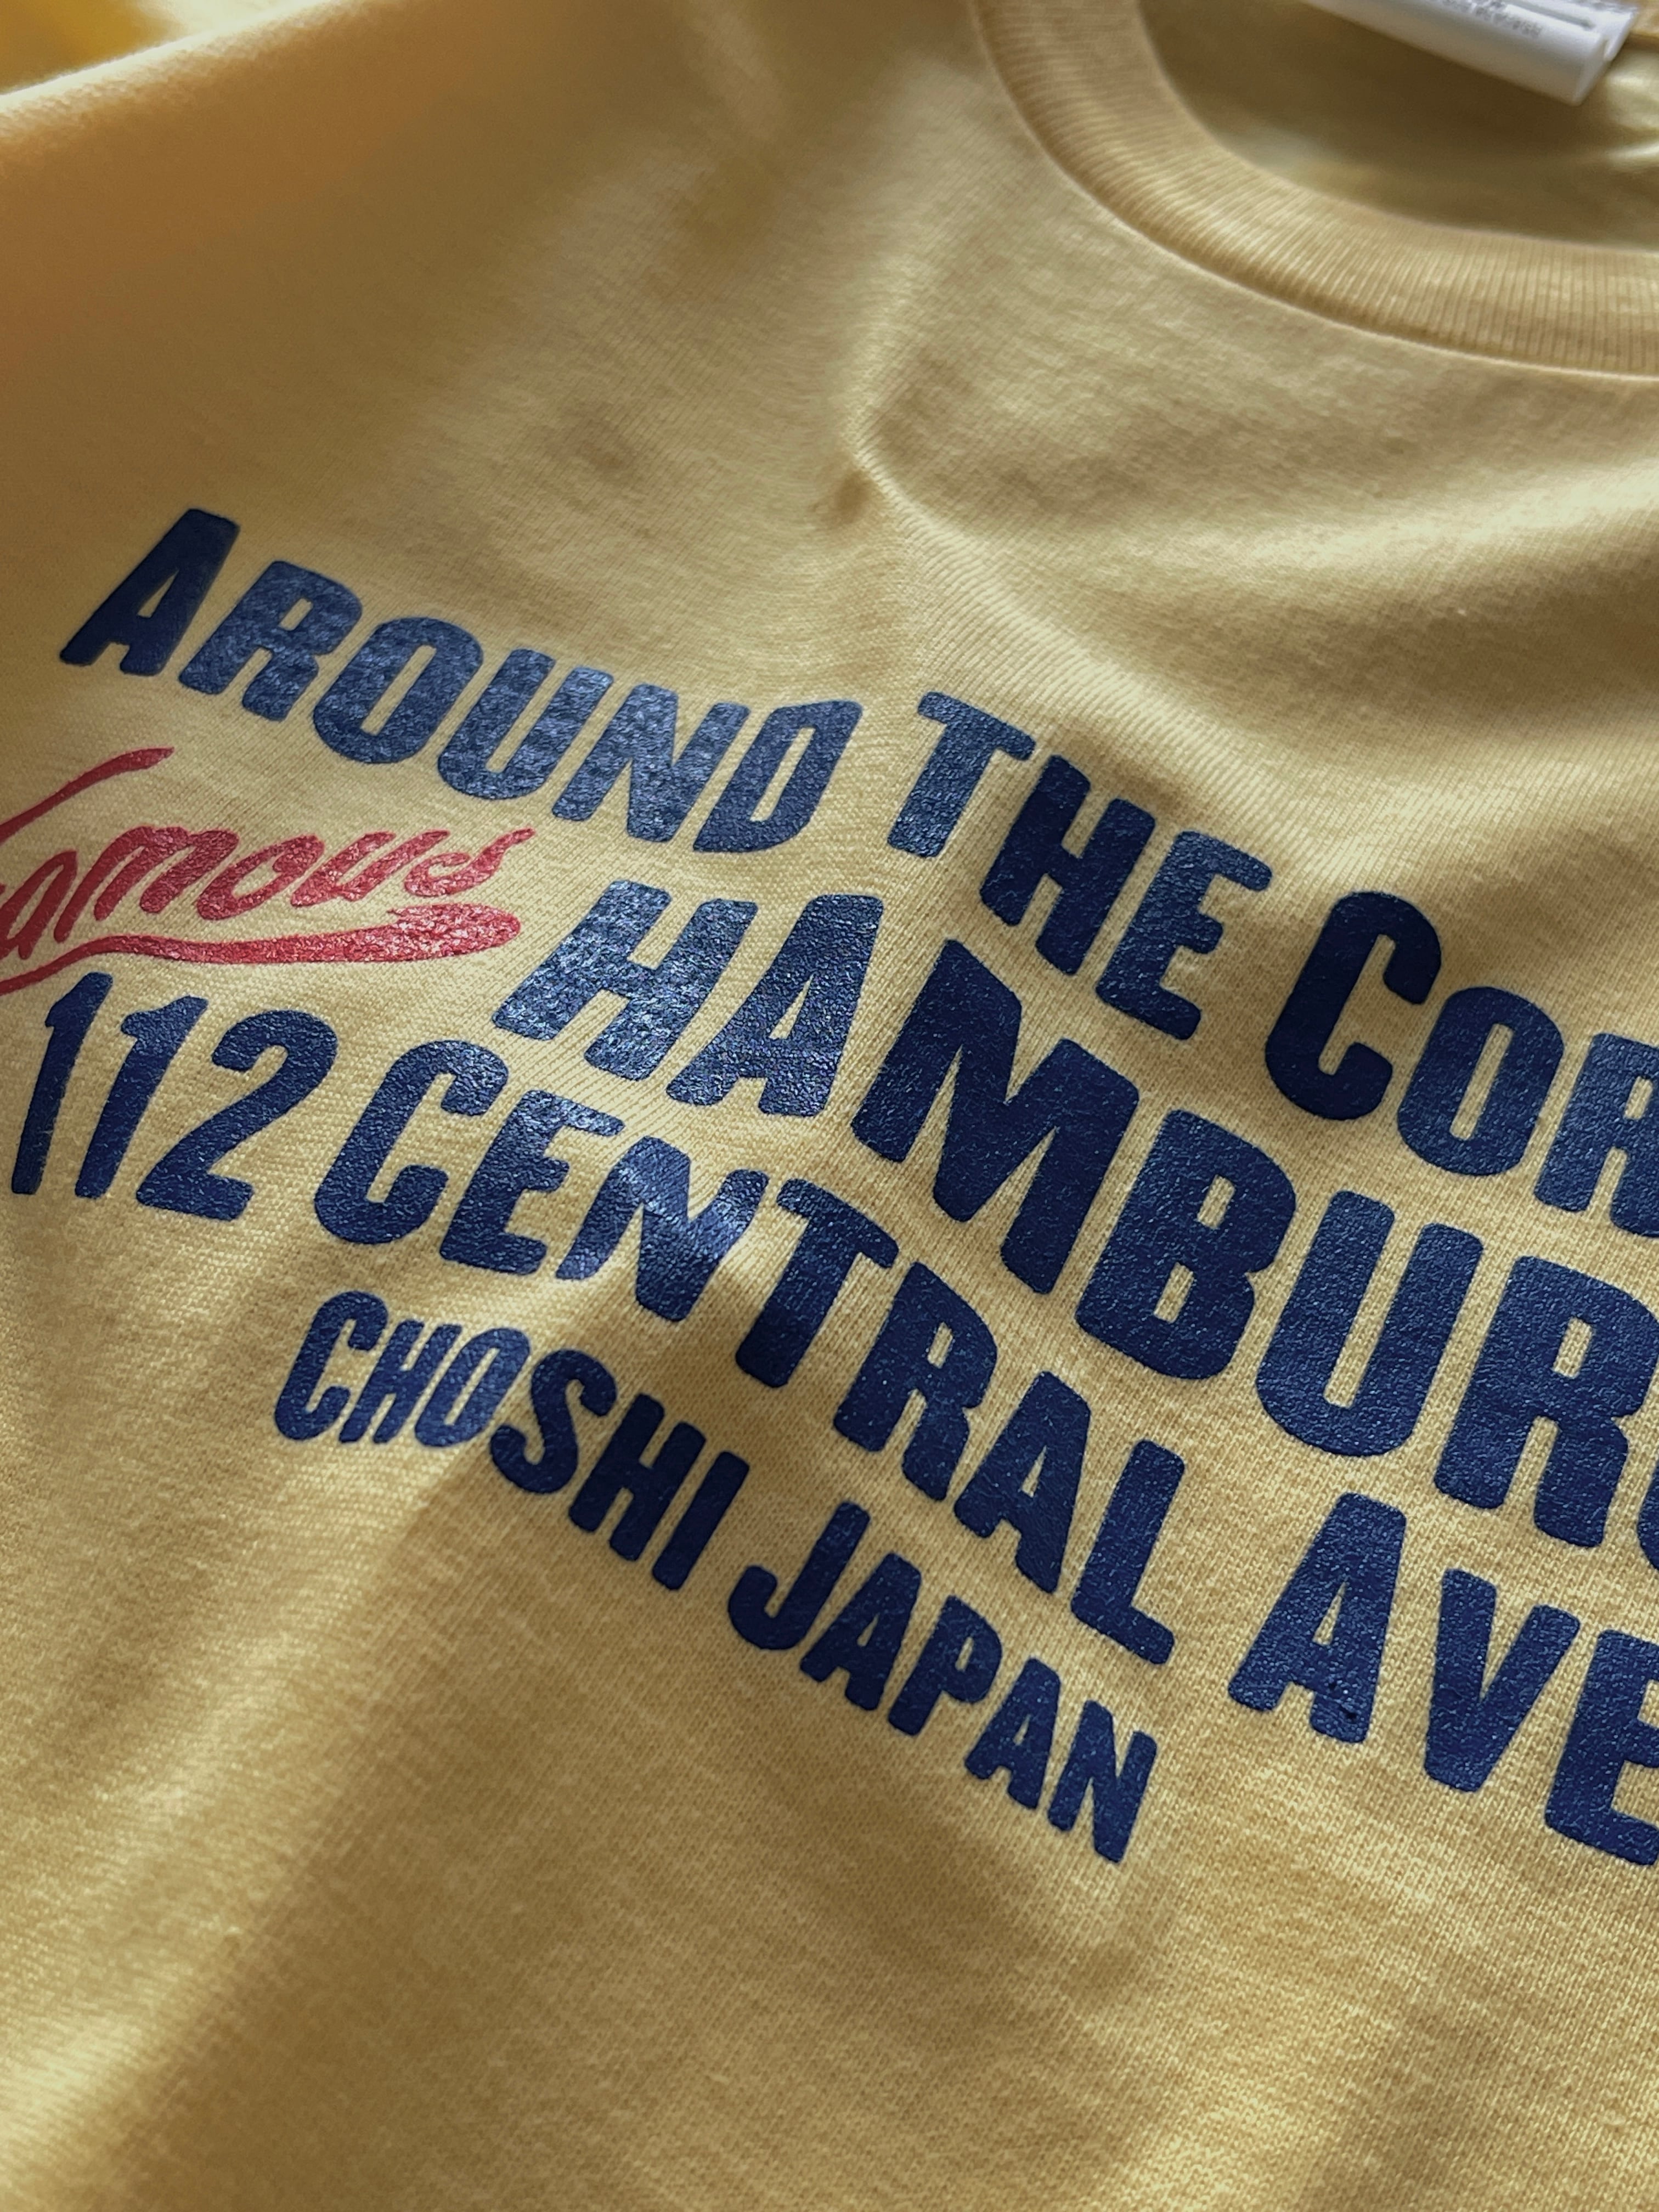 AROUND THE COR
Famous HAMBURG
112 CENTRAL AVE
CHOSHI JAPAN